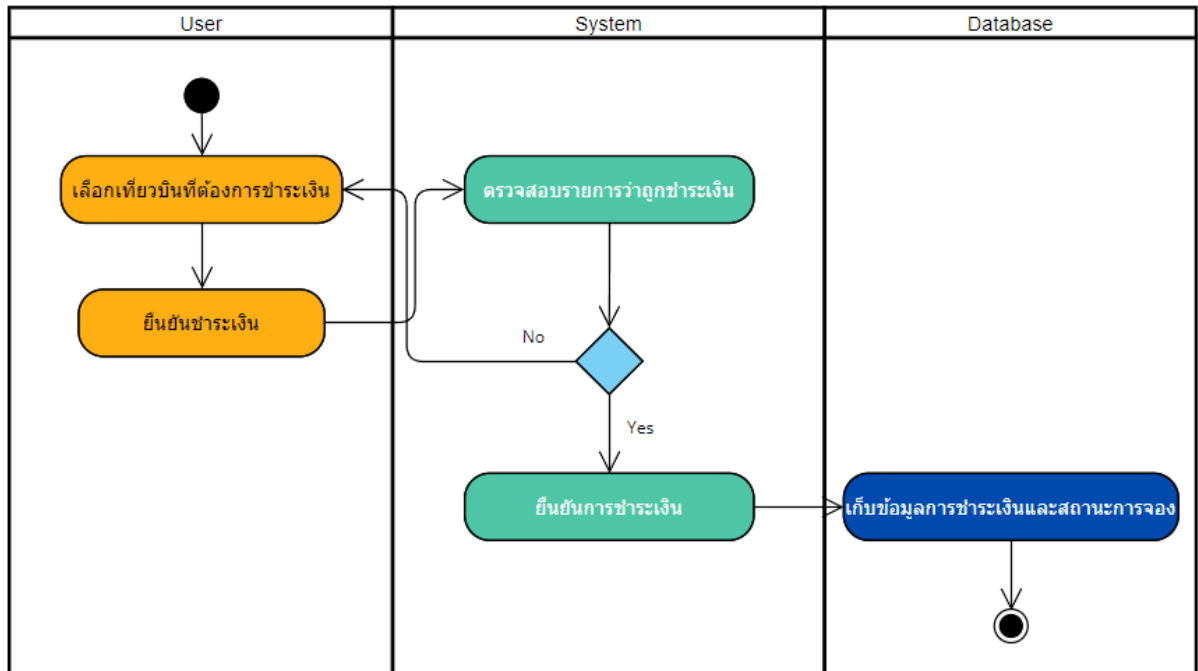 User
System
Database
เลือกเที่ยวบินที่ต้องการชำระเงิน
ตรวจสอบรายการว่าถูกชำระเงิน
ยืนยันชำระเงิน
No
Yes
ยืนยันการชำระเงิน
เก็บข้อมูลการชำระเงินและสถานะการจอง